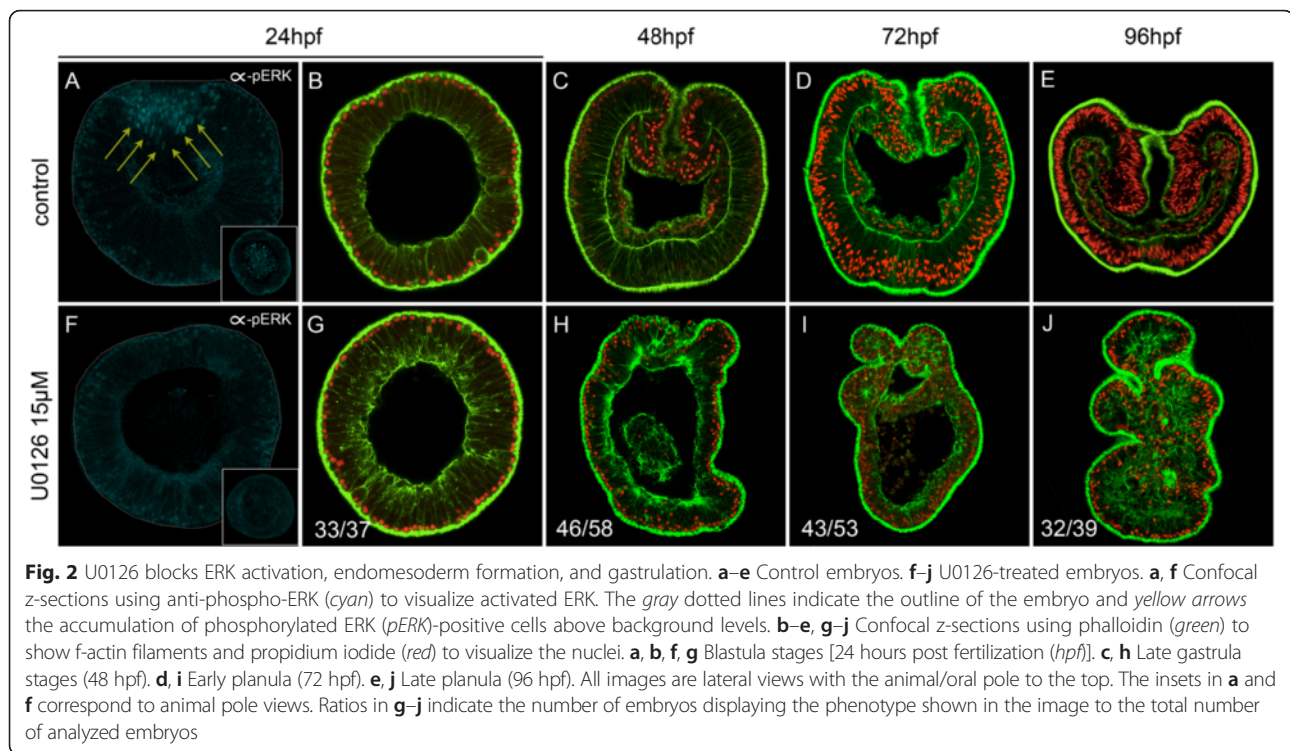 24hpf 48hpf 72hpf 96hpf
control
A ∝-pERK B C D E
U0126 15µM
F ∝-pERK G H I J
33/37 46/58 43/53 32/39
Fig. 2 U0126 blocks ERK activation, endomesoderm formation, and gastrulation. a–e Control embryos. f–j U0126-treated embryos. a, f Confocal
z-sections using anti-phospho-ERK (cyan) to visualize activated ERK. The gray dotted lines indicate the outline of the embryo and yellow arrows
the accumulation of phosphorylated ERK (pERK)-positive cells above background levels. b–e, g–j Confocal z-sections using phalloidin (green) to
show f-actin filaments and propidium iodide (red) to visualize the nuclei. a, b, f, g Blastula stages [24 hours post fertilization (hpf)]. c, h Late gastrula
stages (48 hpf). d, i Early planula (72 hpf). e, j Late planula (96 hpf). All images are lateral views with the animal/oral pole to the top. The insets in a and
f correspond to animal pole views. Ratios in g–j indicate the number of embryos displaying the phenotype shown in the image to the total number
of analyzed embryos